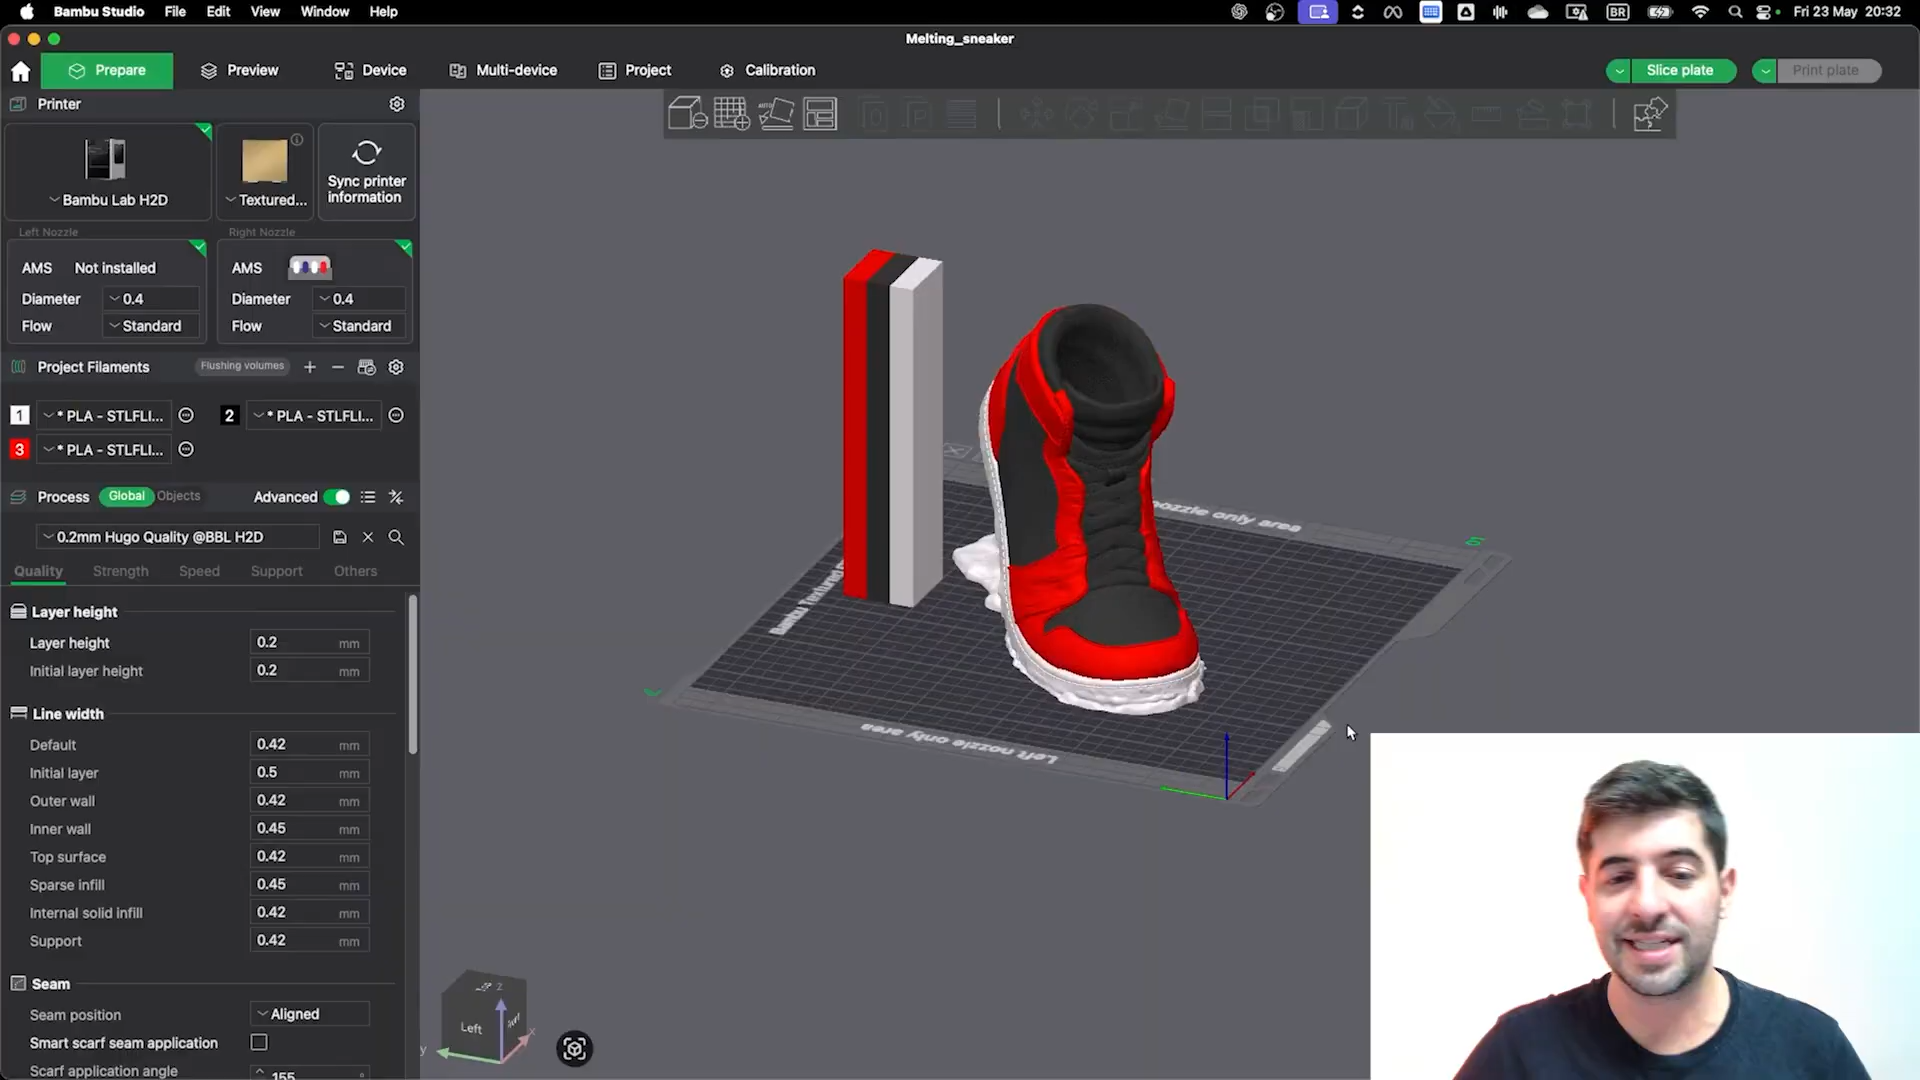 Bambu Studio File Edit View Window Help
BR Fri 23 May 20:32
Melting_sneaker
Prepare Preview Device Multi-device Project Calibration
Slice plate Print plate
Printer
Bambu Lab H2D
Textured...
Sync printer
information
Left Nozzle Right Nozzle
AMS Not installed AMS
Diameter 0.4 Diameter 0.4
Flow Standard Flow Standard
Project Filaments Flushing volumes
1 * PLA - STLFLI... 2 * PLA - STLFLI...
3 * PLA - STLFLI...
Process Global Objects Advanced
0.2mm Hugo Quality @BBL H2D
Quality Strength Speed Support Others
Layer height
Layer height 0.2 mm
Initial layer height 0.2 mm
Line width
Default 0.42 mm
Initial layer 0.5 mm
Outer wall 0.42 mm
Inner wall 0.45 mm
Top surface 0.42 mm
Sparse infill 0.45 mm
Internal solid infill 0.42 mm
Support 0.42 mm
Seam
Seam position Aligned
Smart scarf seam application
Scarf application angle 155 °
nozzle only area
Bambu Textured
Left nozzle only area
Left
z
x
y